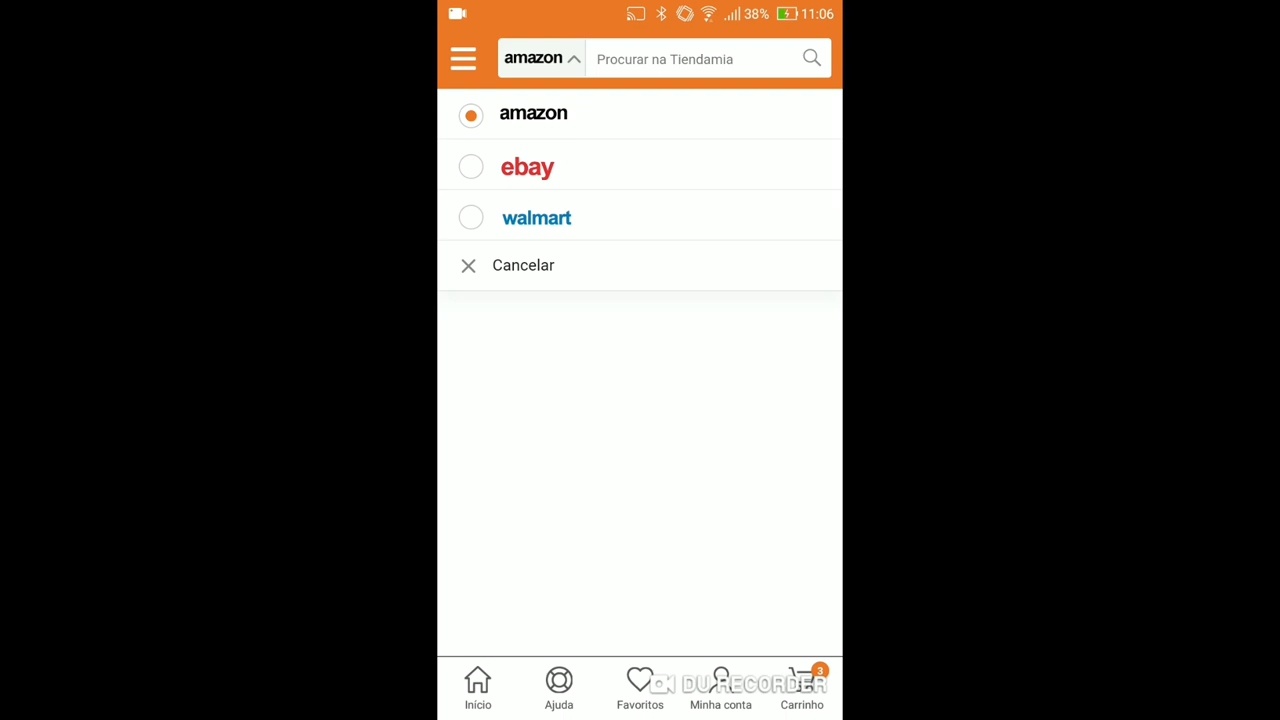 38% 11:06
amazon Procurar na Tiendamia
amazon
ebay
walmart
Cancelar
3
DU RECORDER
Início Ajuda Favoritos Minha conta Carrinho